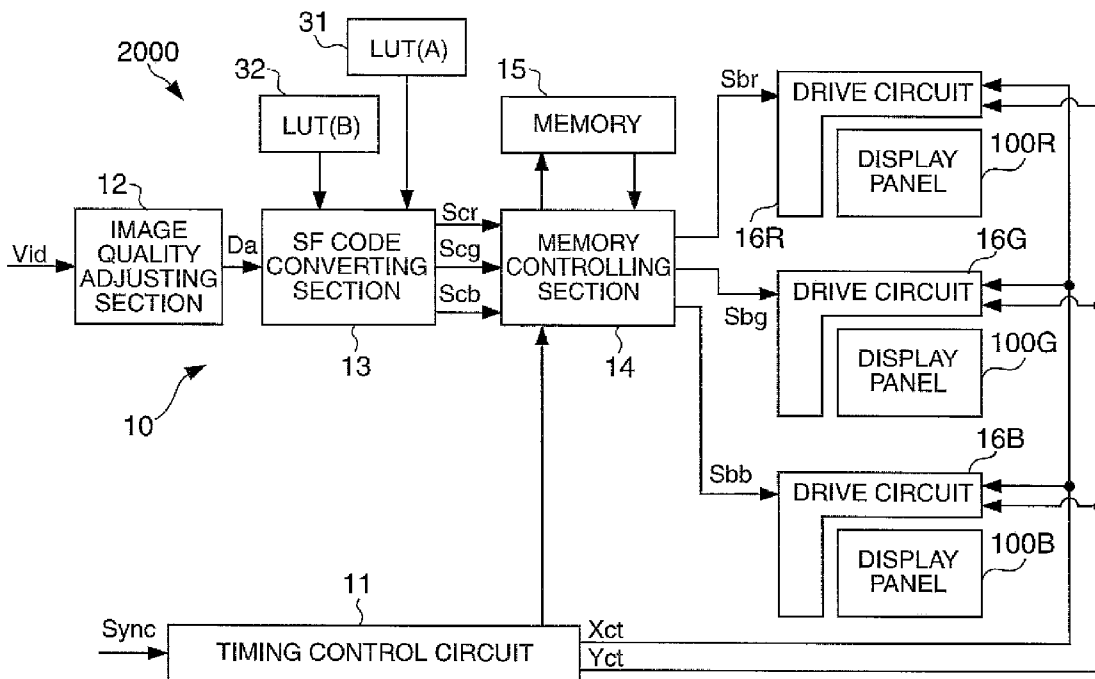 31
LUT(A)
2000
32
LUT(B)
15
MEMORY
Sbr
DRIVE CIRCUIT
100R
DISPLAY
PANEL
16R
12
IMAGE
QUALITY
ADJUSTING
SECTION
Vid
Da
SF CODE
CONVERTING
SECTION
13
Scr
Scg
Scb
MEMORY
CONTROLLING
SECTION
14
16G
DRIVE CIRCUIT
Sbg
100G
DISPLAY
PANEL
10
16B
Sbb
DRIVE CIRCUIT
100B
DISPLAY
PANEL
11
Sync
TIMING CONTROL CIRCUIT
Xct
Yct